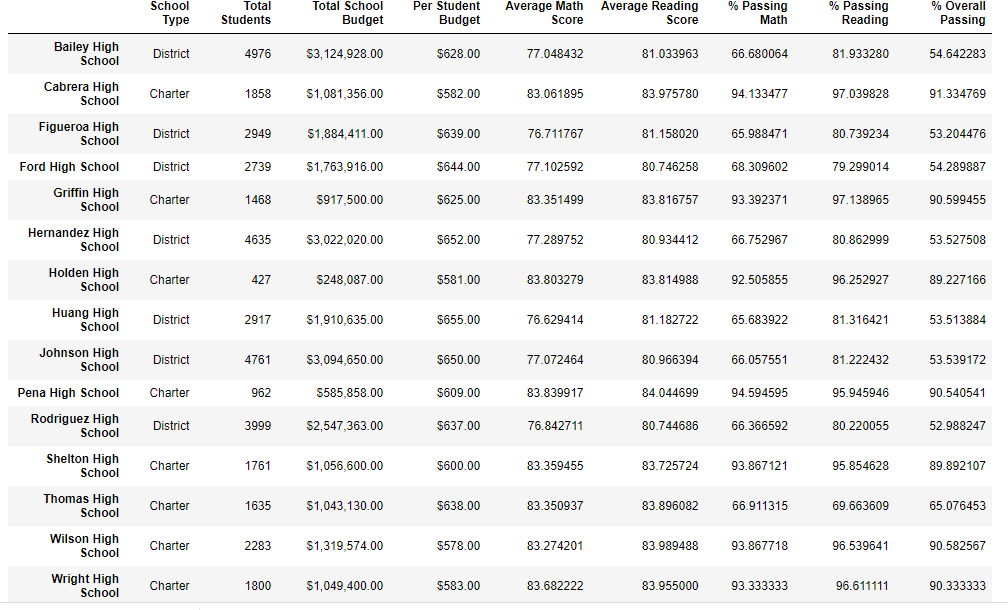 School Total Total School Per Student Average Math Average Reading % Passing % Passing % Overall
Type Students Budget Budget Score Score Math Reading Passing
Bailey High
School District 4976 $3,124,928.00 $628.00 77.048432 81.033963 66.680064 81.933280 54.642283
Cabrera High
School Charter 1858 $1,081,356.00 $582.00 83.061895 83.975780 94.133477 97.039828 91.334769
Figueroa High
School District 2949 $1,884,411.00 $639.00 76.711767 81.158020 65.988471 80.739234 53.204476
Ford High School District 2739 $1,763,916.00 $644.00 77.102592 80.746258 68.309602 79.299014 54.289887
Griffin High
School Charter 1468 $917,500.00 $625.00 83.351499 83.816757 93.392371 97.138965 90.599455
Hernandez High
School District 4635 $3,022,020.00 $652.00 77.289752 80.934412 66.752967 80.862999 53.527508
Holden High
School Charter 427 $248,087.00 $581.00 83.803279 83.814988 92.505855 96.252927 89.227166
Huang High
School District 2917 $1,910,635.00 $655.00 76.629414 81.182722 65.683922 81.316421 53.513884
Johnson High
School District 4761 $3,094,650.00 $650.00 77.072464 80.966394 66.057551 81.222432 53.539172
Pena High School Charter 962 $585,858.00 $609.00 83.839917 84.044699 94.594595 95.945946 90.540541
Rodriguez High
School District 3999 $2,547,363.00 $637.00 76.842711 80.744686 66.366592 80.220055 52.988247
Shelton High
School Charter 1761 $1,056,600.00 $600.00 83.359455 83.725724 93.867121 95.854628 89.892107
Thomas High
School Charter 1635 $1,043,130.00 $638.00 83.350937 83.896082 66.911315 69.663609 65.076453
Wilson High
School Charter 2283 $1,319,574.00 $578.00 83.274201 83.989488 93.867718 96.539641 90.582567
Wright High
School Charter 1800 $1,049,400.00 $583.00 83.682222 83.955000 93.333333 96.611111 90.333333